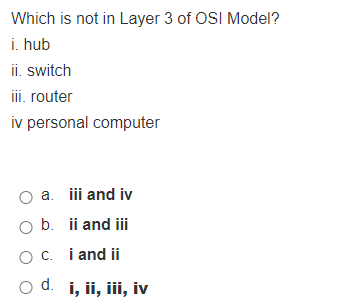 Which is not in Layer 3 of OSI Model?
i. hub
ii. switch
iii. router
iv personal computer
a. iii and iv
b. ii and iii
c. i and ii
d. i, ii, iii, iv